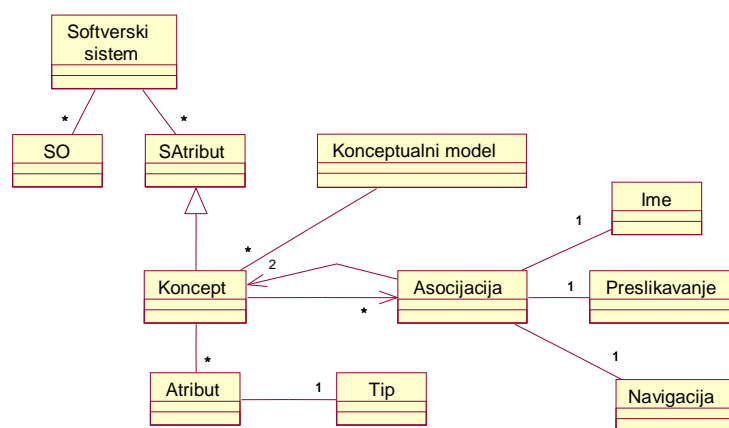 Softverski
sistem
*
*
SO
SAtribut
Konceptualni model
Ime
1
*
2
Koncept
Asocijacija
1
Preslikavanje
*
*
1
Atribut
1
Tip
Navigacija